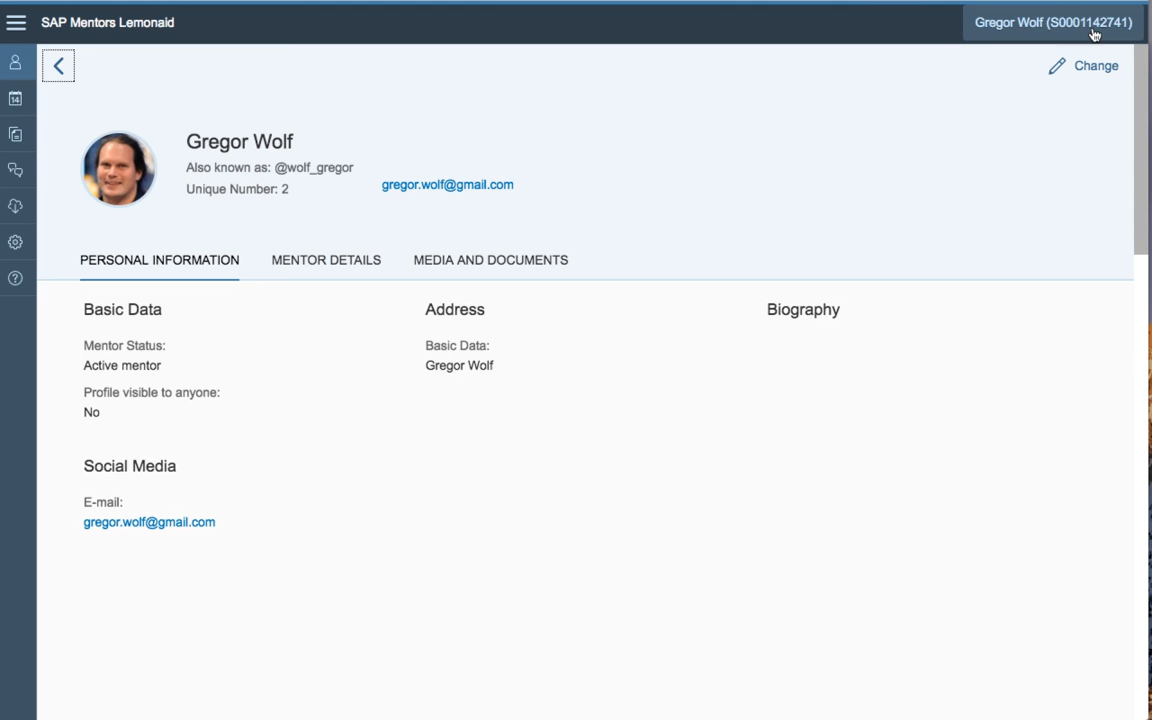 SAP Mentors Lemonaid
Gregor Wolf (S0001142741)
14
Change
Gregor Wolf
Also known as: @wolf_gregor
Unique Number: 2
gregor.wolf@gmail.com
PERSONAL INFORMATION
MENTOR DETAILS
MEDIA AND DOCUMENTS
Basic Data
Mentor Status:
Active mentor
Profile visible to anyone:
No
Address
Basic Data:
Gregor Wolf
Biography
Social Media
E-mail:
gregor.wolf@gmail.com